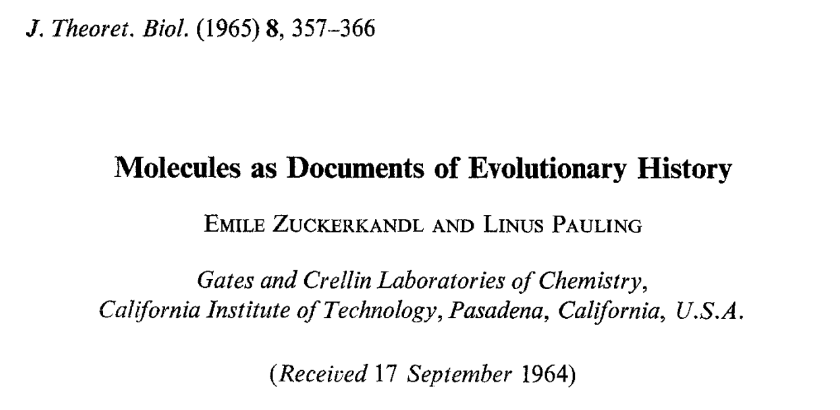 J. Theoret. Biol. (1965) 8, 357–366
Molecules as Documents of Evolutionary History
EMILE ZUCKERKANDL AND LINUS PAULING
Gates and Crellin Laboratories of Chemistry,
California Institute of Technology, Pasadena, California, U.S.A.
(Received 17 September 1964)